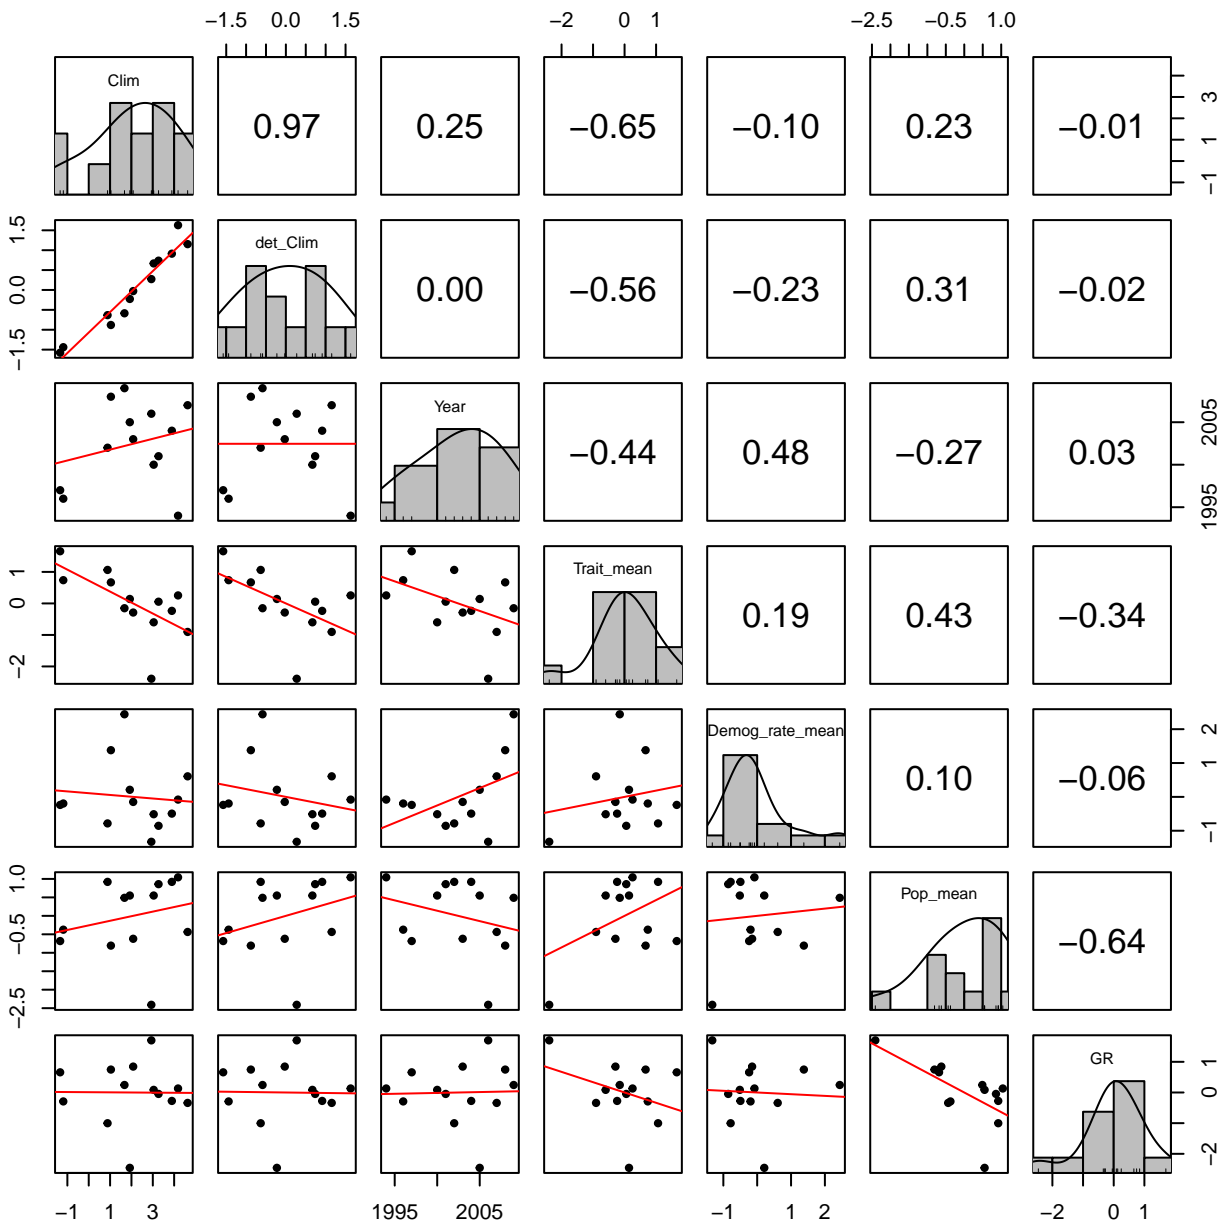 −1.5 0.0 1.5 −2 0 1 −2.5 −0.5 1.0
Clim 0.97 0.25 −0.65 −0.10 0.23 −0.01 −1 1 3
−1.5 0.0 1.5 det_Clim 0.00 −0.56 −0.23 0.31 −0.02
Year −0.44 0.48 −0.27 0.03 1995 2005
−2 0 1 Trait_mean 0.19 0.43 −0.34
Demog_rate_mean 0.10 −0.06 −1 1 2
−2.5 −0.5 1.0 Pop_mean −0.64
GR −2 0 1
−1 1 3 1995 2005 −1 1 2 −2 0 1